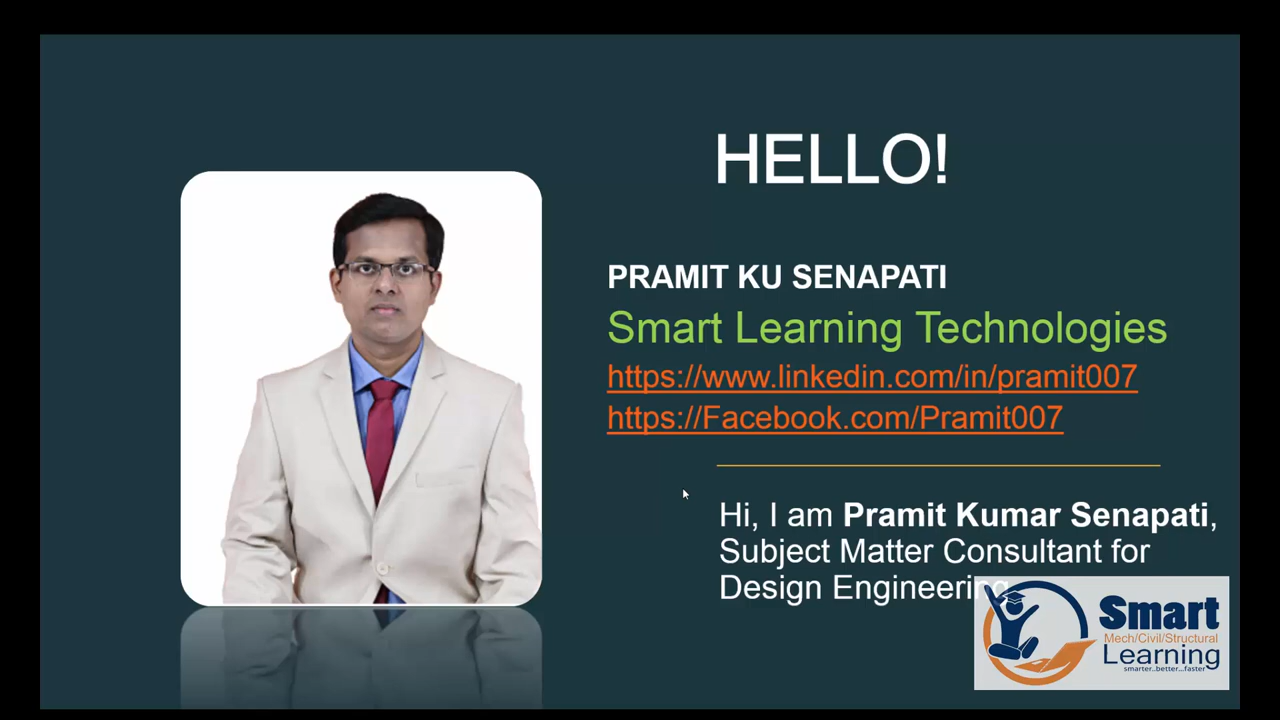 HELLO!
PRAMIT KU SENAPATI
Smart Learning Technologies
https://www.linkedin.com/in/pramit007
https://Facebook.com/Pramit007
Hi, I am Pramit Kumar Senapati,
Subject Matter Consultant for
Design Engineering
Smart
Mech/Civil/Structural
Learning
smarter..better...faster